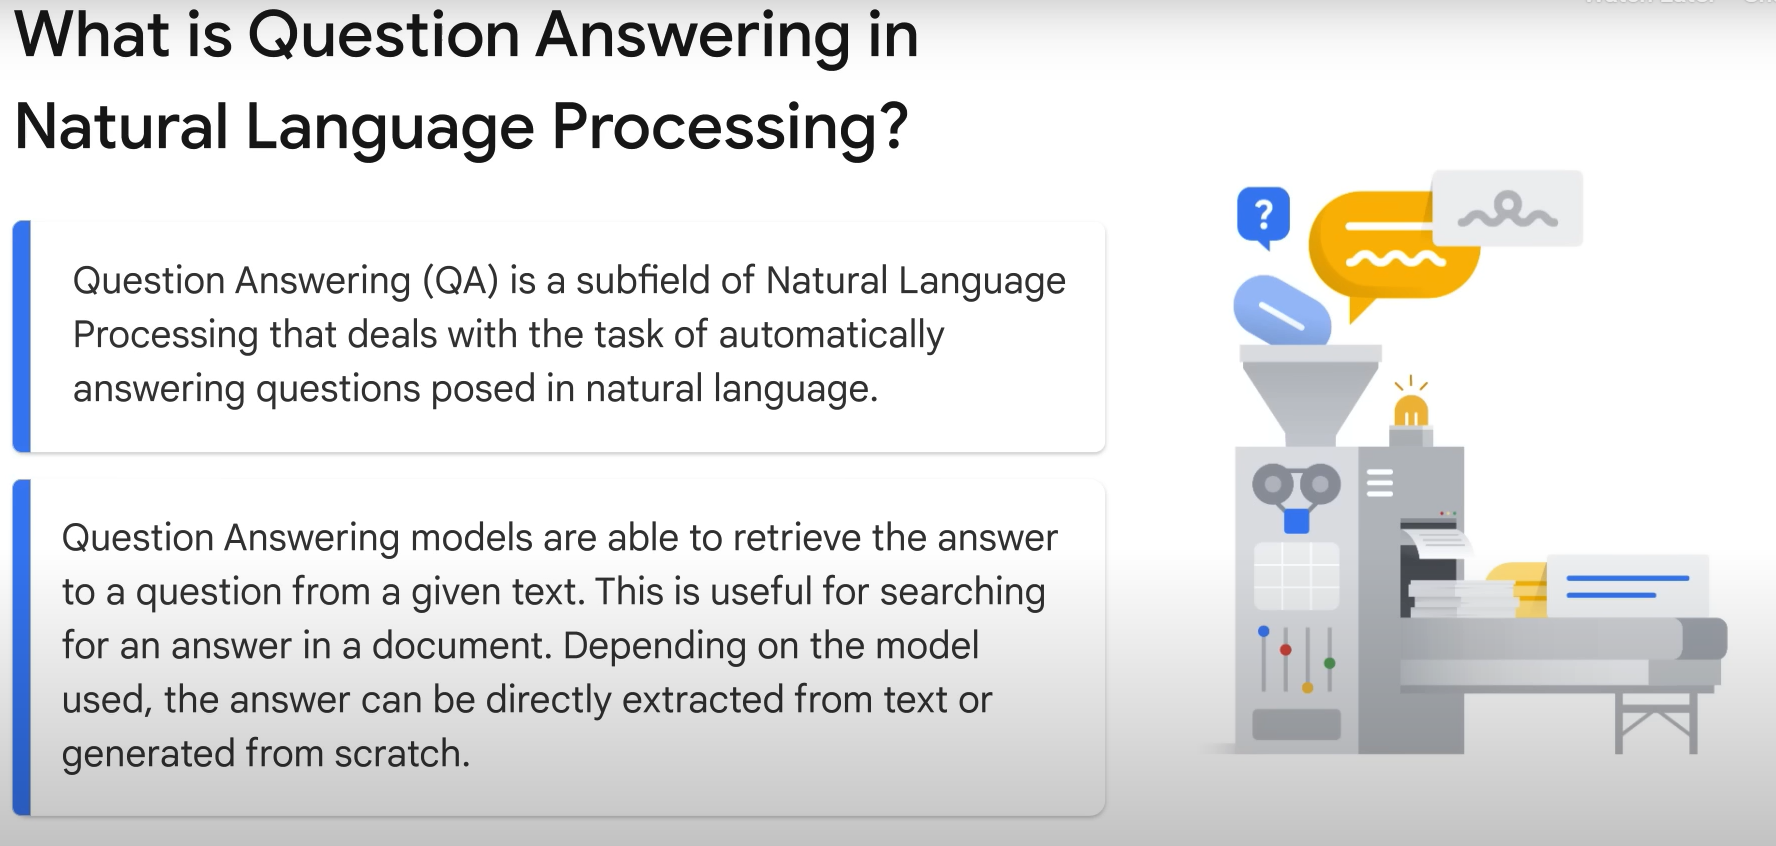 What is Question Answering in
Natural Language Processing?
Question Answering (QA) is a subfield of Natural Language
Processing that deals with the task of automatically
answering questions posed in natural language.
Question Answering models are able to retrieve the answer
to a question from a given text. This is useful for searching
for an answer in a document. Depending on the model
used, the answer can be directly extracted from text or
generated from scratch.
?